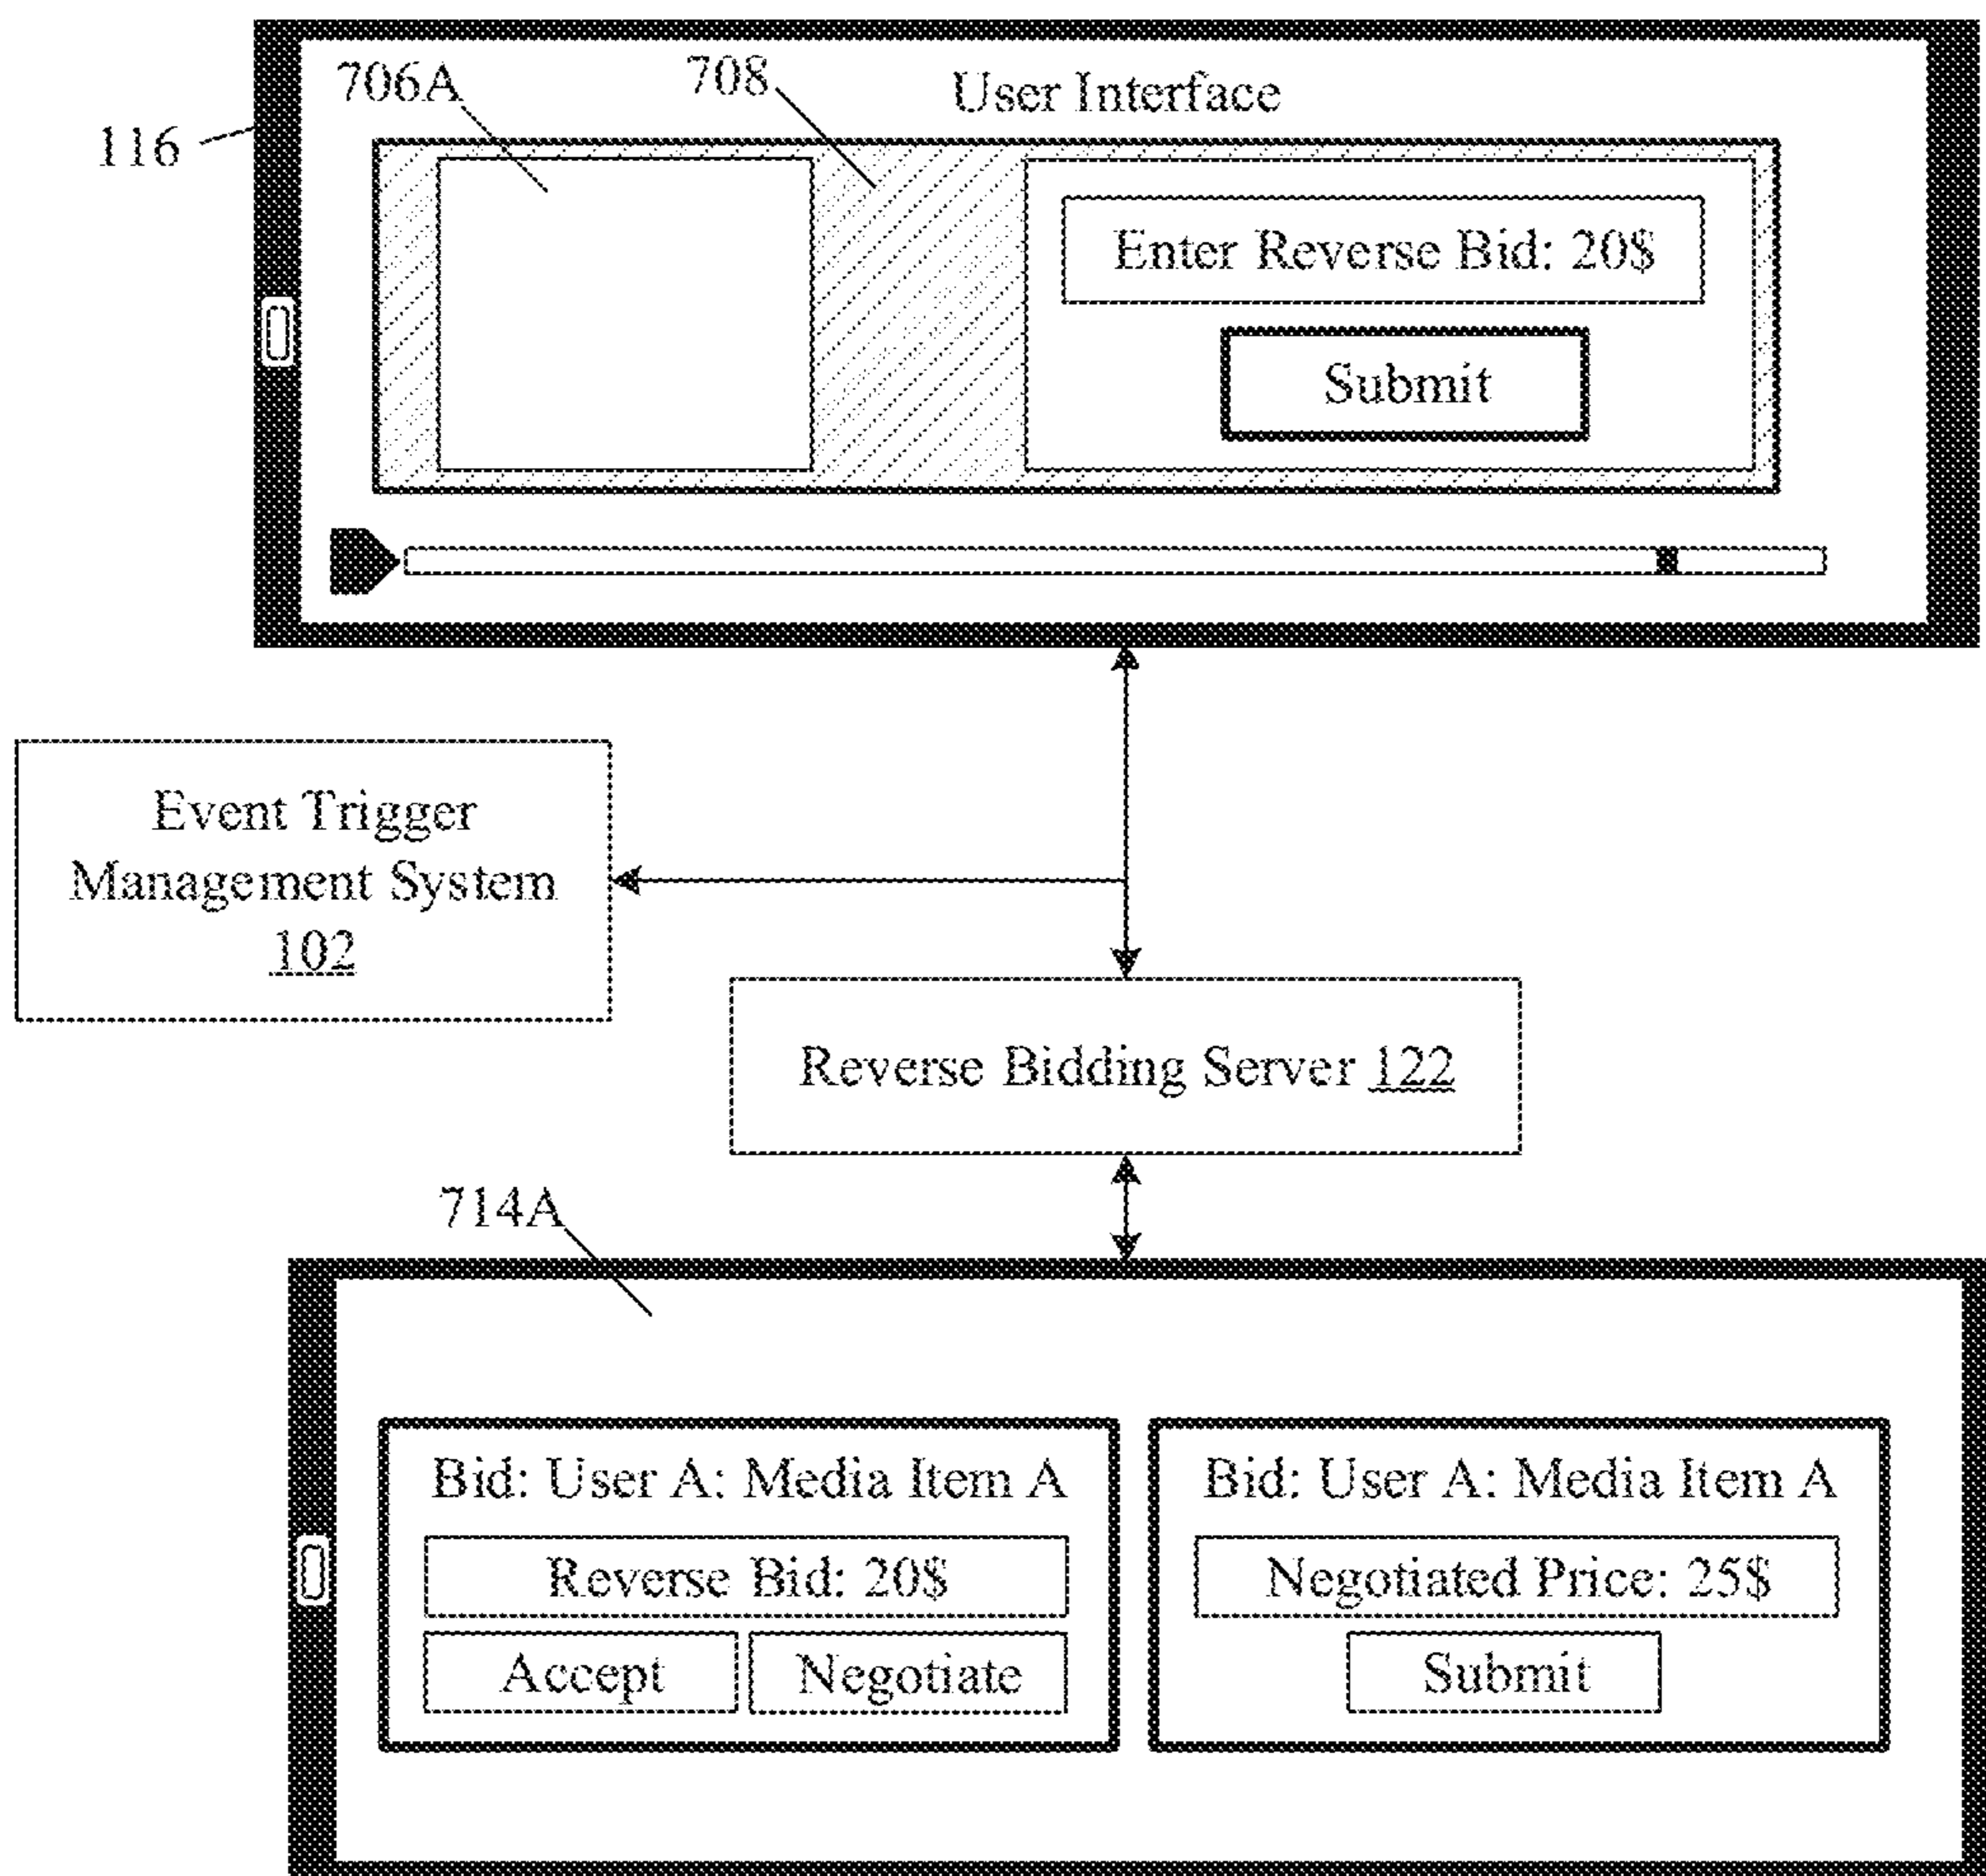 706A
708
User Interface
116
Enter Reverse Bid: 20$
Submit
Event Trigger
Management System
102
Reverse Bidding Server 122
714A
Bid: User A: Media Item A
Reverse Bid: 20$
Accept
Negotiate
Bid: User A: Media Item A
Negotiated Price: 25$
Submit